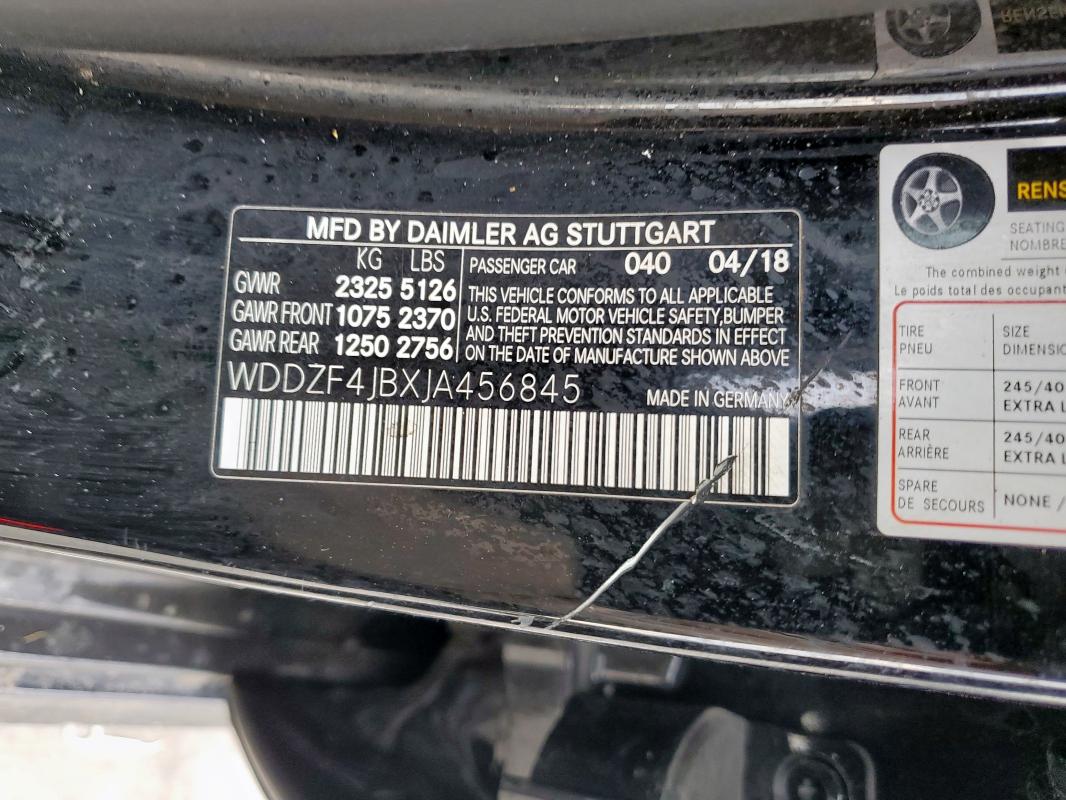 MFD BY DAIMLER AG STUTTGART
KG LBS
GVWR 2325 5126
GAWR FRONT 1075 2370
GAWR REAR 1250 2756
PASSENGER CAR 040 04/18
THIS VEHICLE CONFORMS TO ALL APPLICABLE
U.S. FEDERAL MOTOR VEHICLE SAFETY,BUMPER
AND THEFT PREVENTION STANDARDS IN EFFECT
ON THE DATE OF MANUFACTURE SHOWN ABOVE
WDDZF4JBXJA456845
MADE IN GERMANY
RENS
SEATING
NOMBRE
The combined weight
Le poids total des occupant
TIRE SIZE
PNEU DIMENSIO
FRONT 245/40
AVANT EXTRA L
REAR 245/40
ARRIÈRE EXTRA L
SPARE
DE SECOURS NONE /